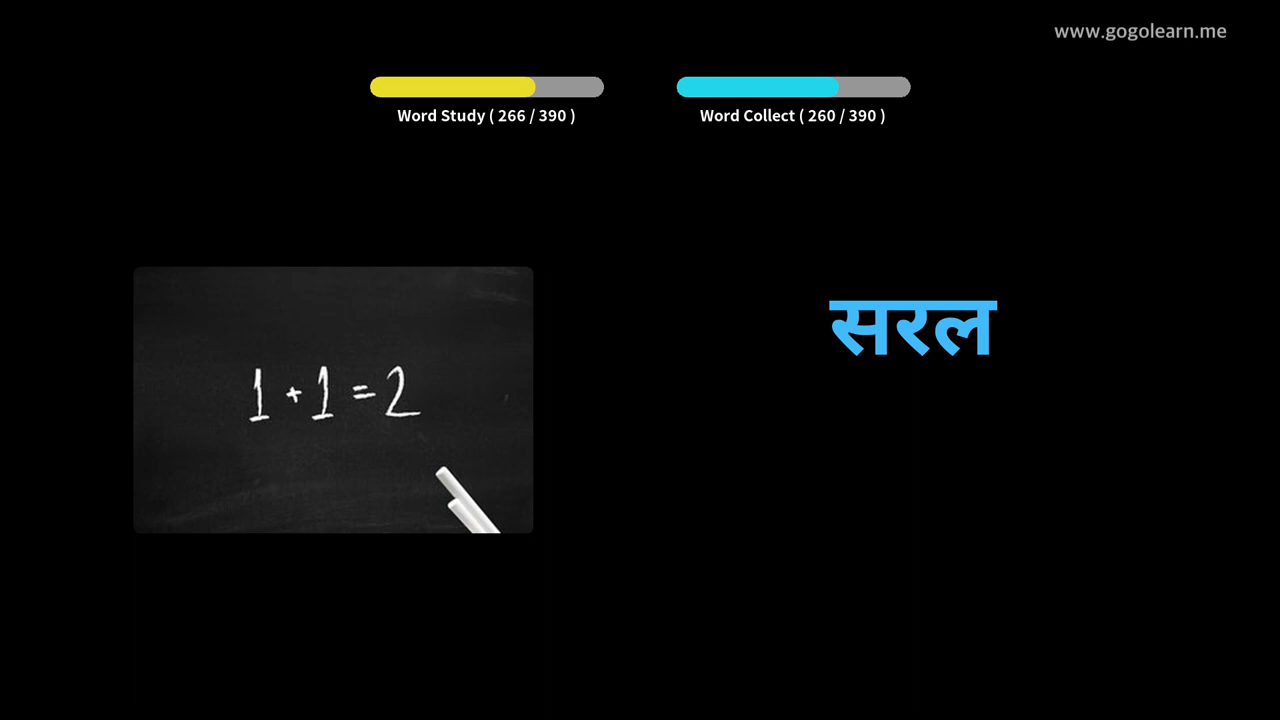 www.gogolearn.me
Word Study ( 266 / 390 )
Word Collect ( 260 / 390 )
सरल
1 + 1 = 2